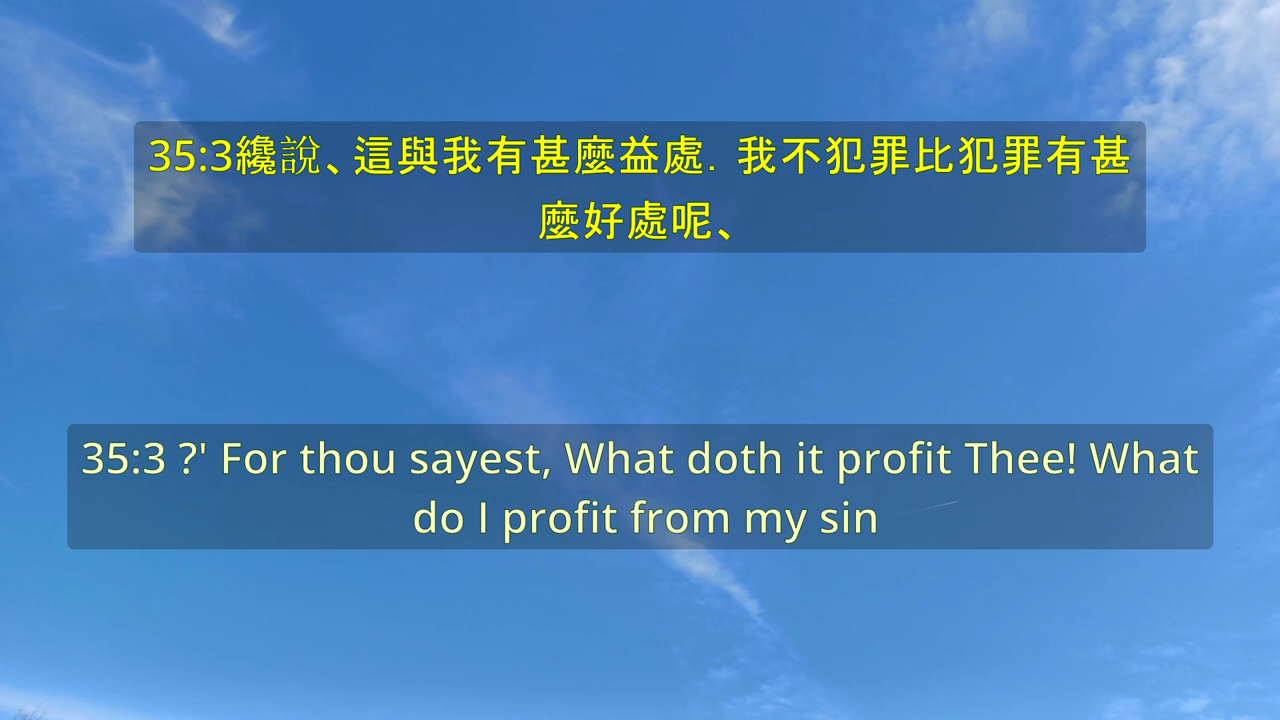 35:3纔說、這與我有甚麼益處．我不犯罪比犯罪有甚
麼好處呢、
35:3 ?' For thou sayest, What doth it profit Thee! What
do I profit from my sin